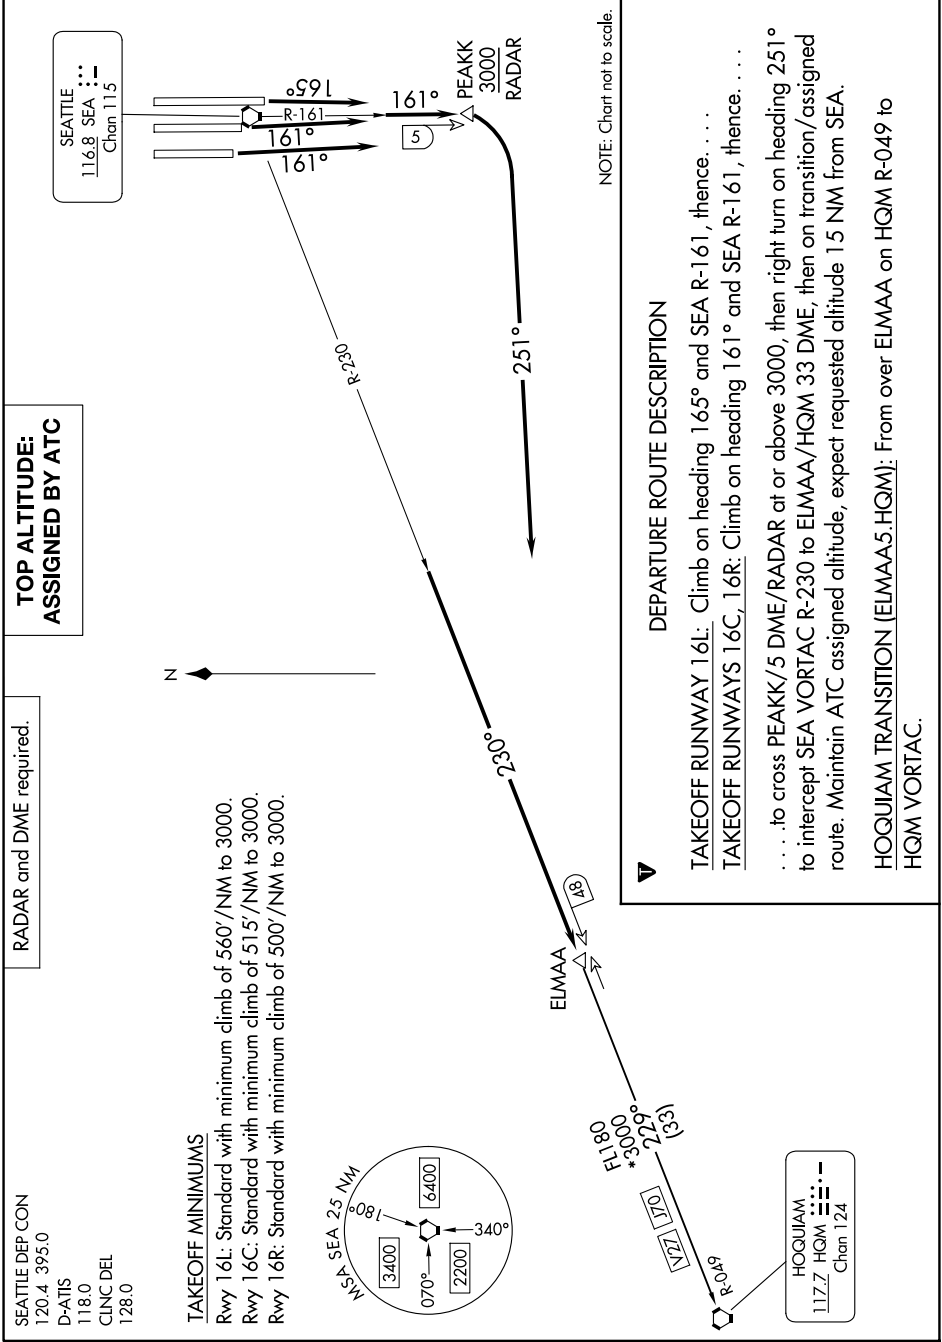 SEATTLE DEP CON
120.4 395.0
D-ATIS
118.0
CLNC DEL
128.0
RADAR and DME required.
TOP ALTITUDE:
ASSIGNED BY ATC
SEATTLE
116.8 SEA
Chan 115
165°
R-161
161°
161°
161°
5
PEAKK
3000
RADAR
R-230
251°
NOTE: Chart not to scale.
N
TAKEOFF MINIMUMS
Rwy 16L: Standard with minimum climb of 560'/NM to 3000.
Rwy 16C: Standard with minimum climb of 515'/NM to 3000.
Rwy 16R: Standard with minimum climb of 500'/NM to 3000.
MSA SEA 25 NM
180°
6400
3400
070°
2200
340°
230°
48
ELMAA
FL180
*3000
229°
(33)
V27 J70
R-049
HOQUIAM
117.7 HQM
Chan 124
T
DEPARTURE ROUTE DESCRIPTION
TAKEOFF RUNWAY 16L: Climb on heading 165° and SEA R-161, thence. . . .
TAKEOFF RUNWAYS 16C, 16R: Climb on heading 161° and SEA R-161, thence. . . .
. . . .to cross PEAKK/5 DME/RADAR at or above 3000, then right turn on heading 251°
to intercept SEA VORTAC R-230 to ELMAA/HQM 33 DME, then on transition/assigned
route. Maintain ATC assigned altitude, expect requested altitude 15 NM from SEA.
HOQUIAM TRANSITION (ELMAA5.HQM): From over ELMAA on HQM R-049 to
HQM VORTAC.